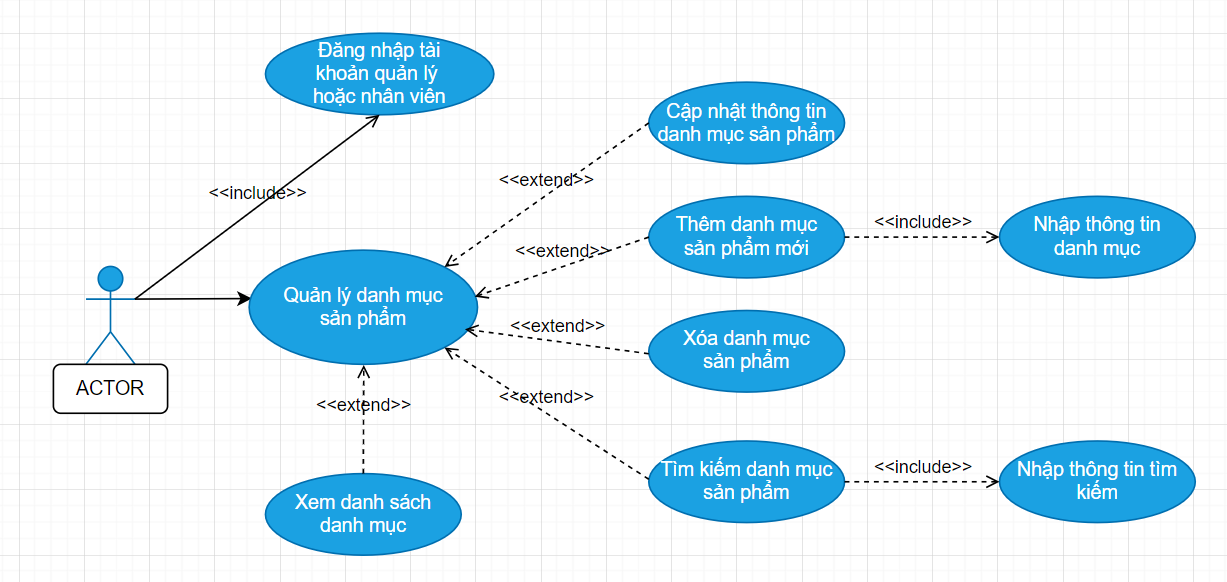 Đăng nhập tài
khoản quản lý
hoặc nhân viên
Cập nhật thông tin
danh mục sản phẩm
<<extend>>
<<include>>
Thêm danh mục
sản phẩm mới
<<include>>
Nhập thông tin
danh mục
<<extend>>
Quản lý danh mục
sản phẩm
<<extend>>
Xóa danh mục
sản phẩm
ACTOR
<<extend>>
<<extend>>
Tìm kiếm danh mục
sản phẩm
<<include>>
Nhập thông tin tìm
kiếm
Xem danh sách
danh mục